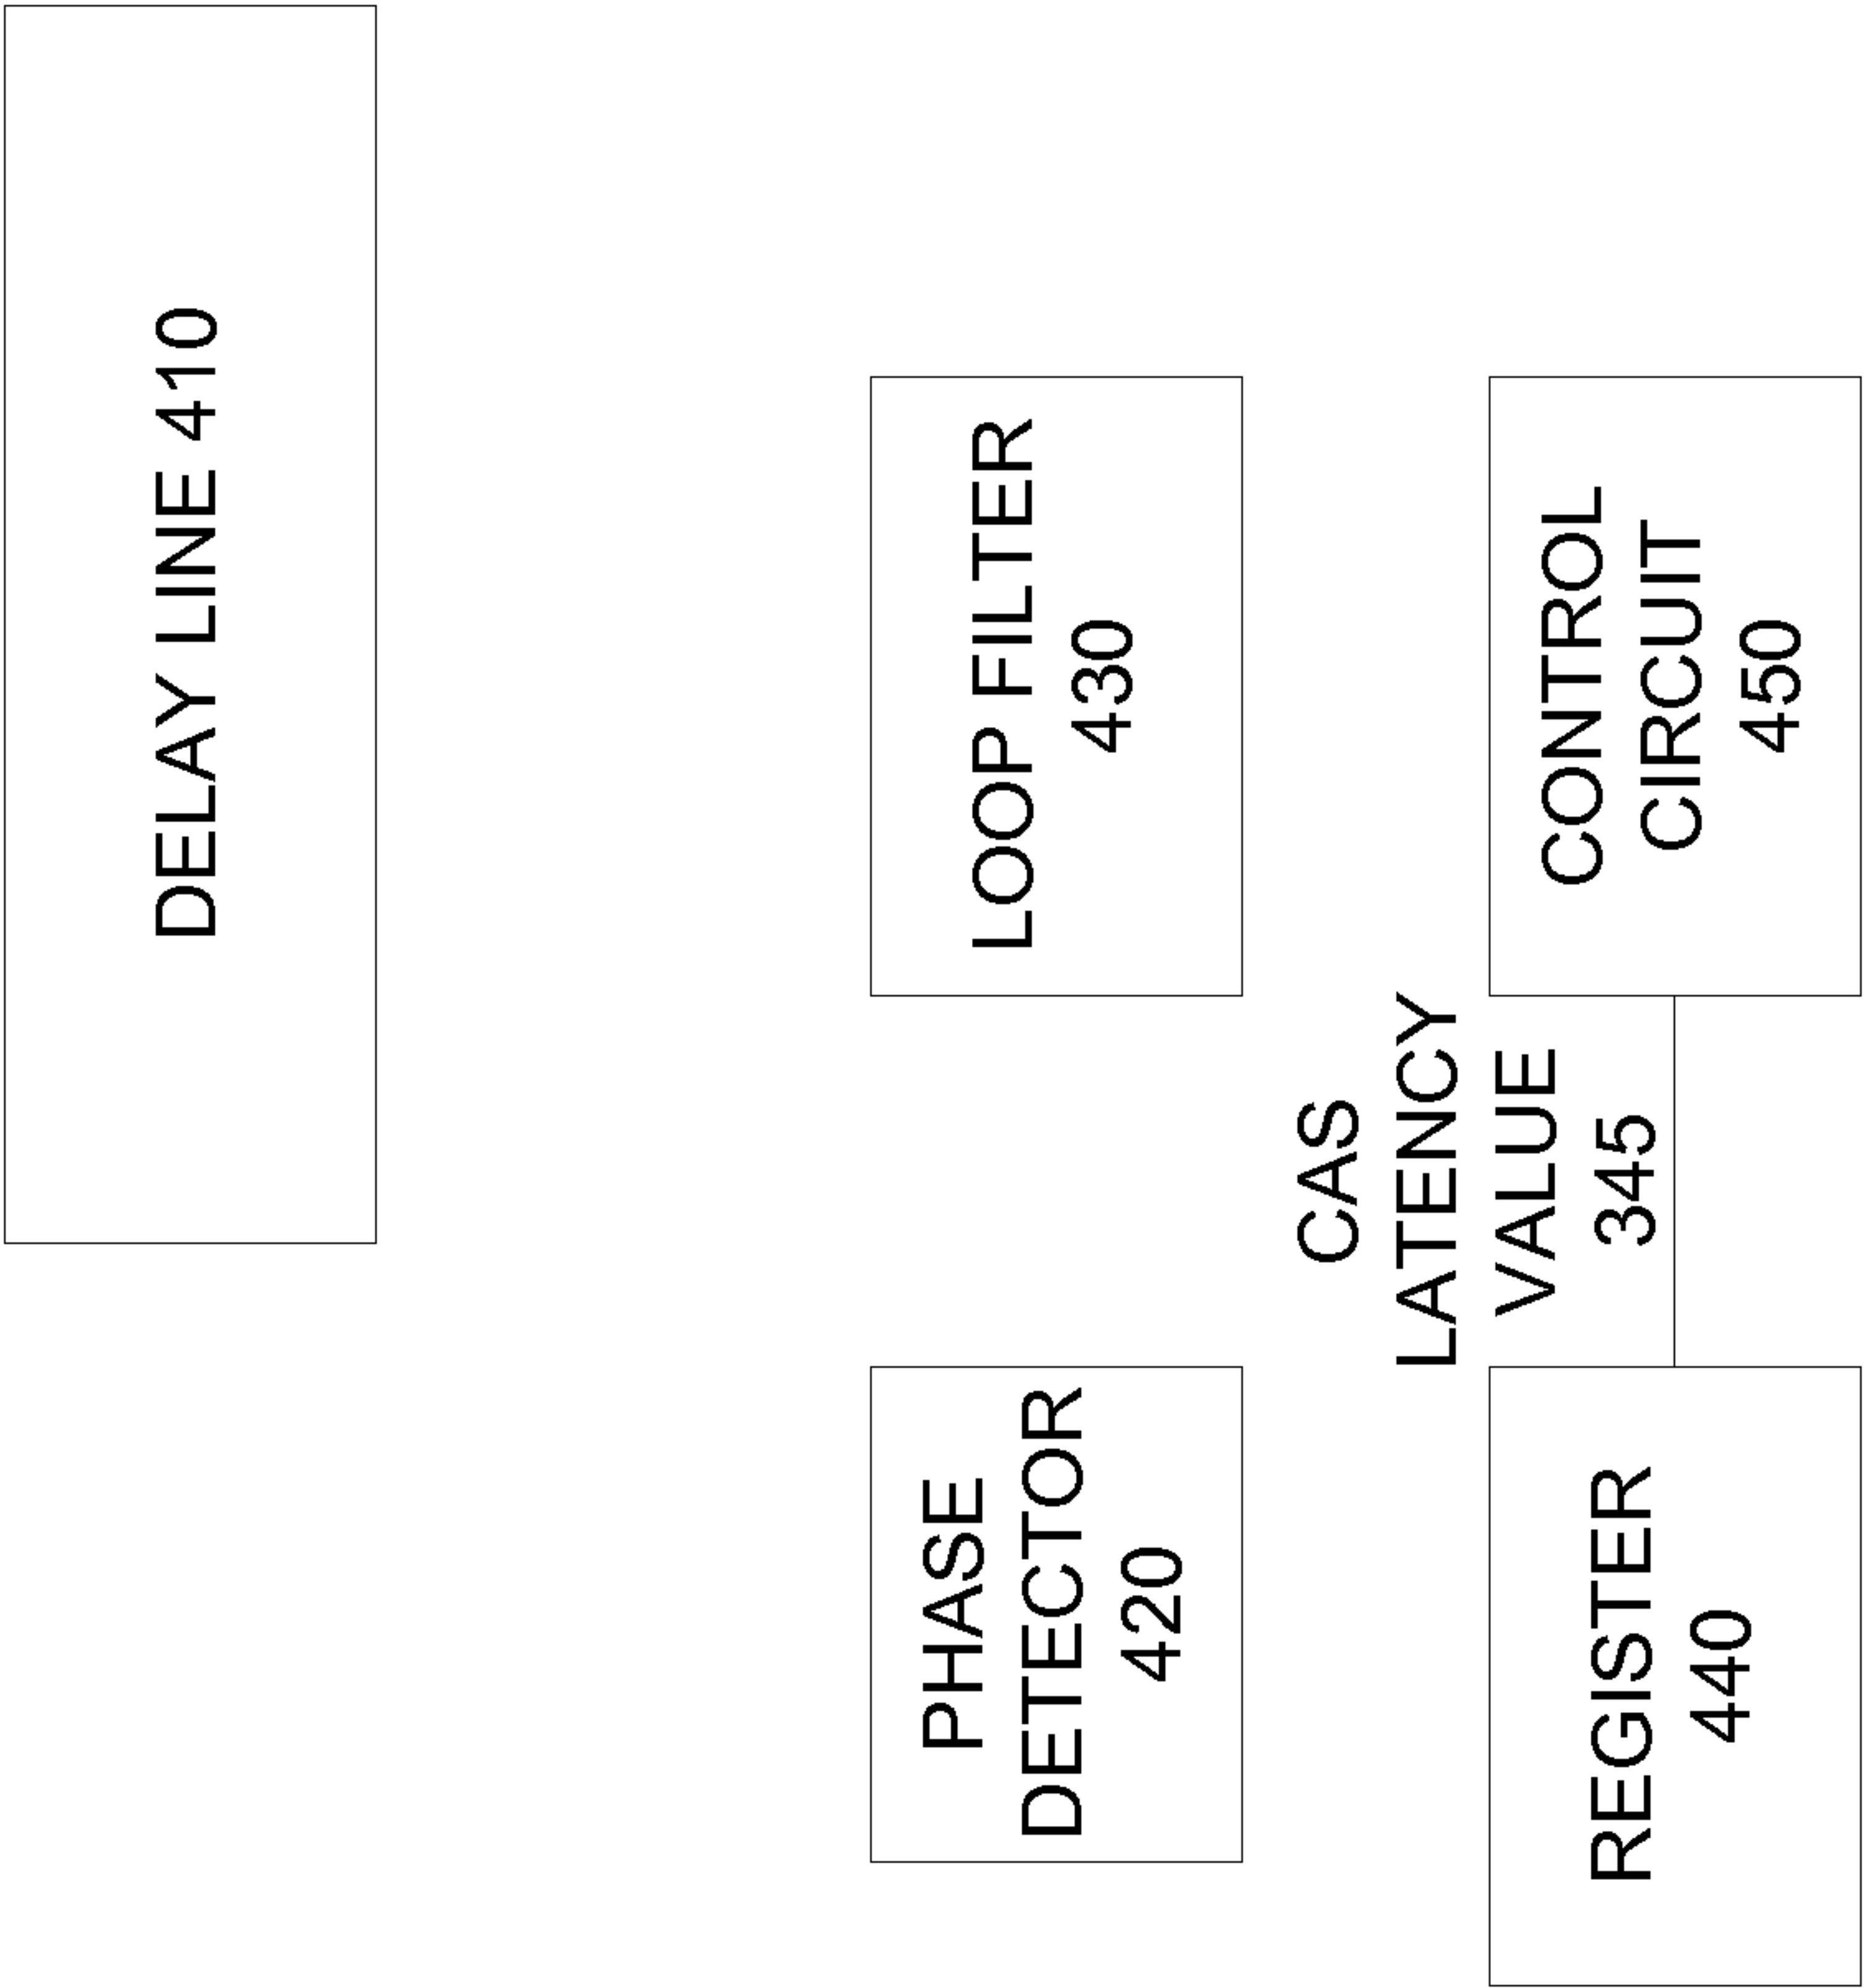 DELAY LINE 410
PHASE
DETECTOR
420
LOOP FILTER
430
CAS
LATENCY
VALUE
345
REGISTER
440
CONTROL
CIRCUIT
450